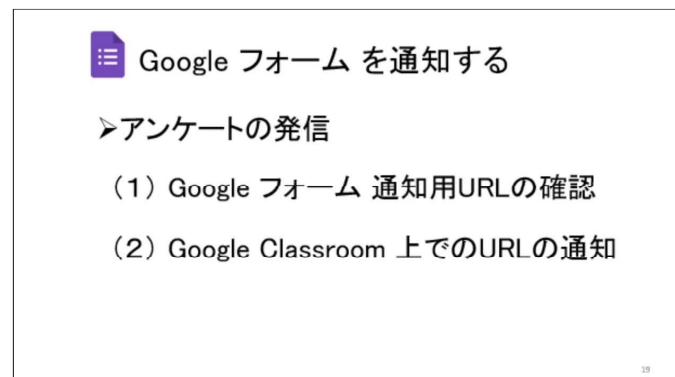 Google フォーム を通知する
➢アンケートの発信
（1） Google フォーム 通知用URLの確認
（2） Google Classroom 上でのURLの通知
19